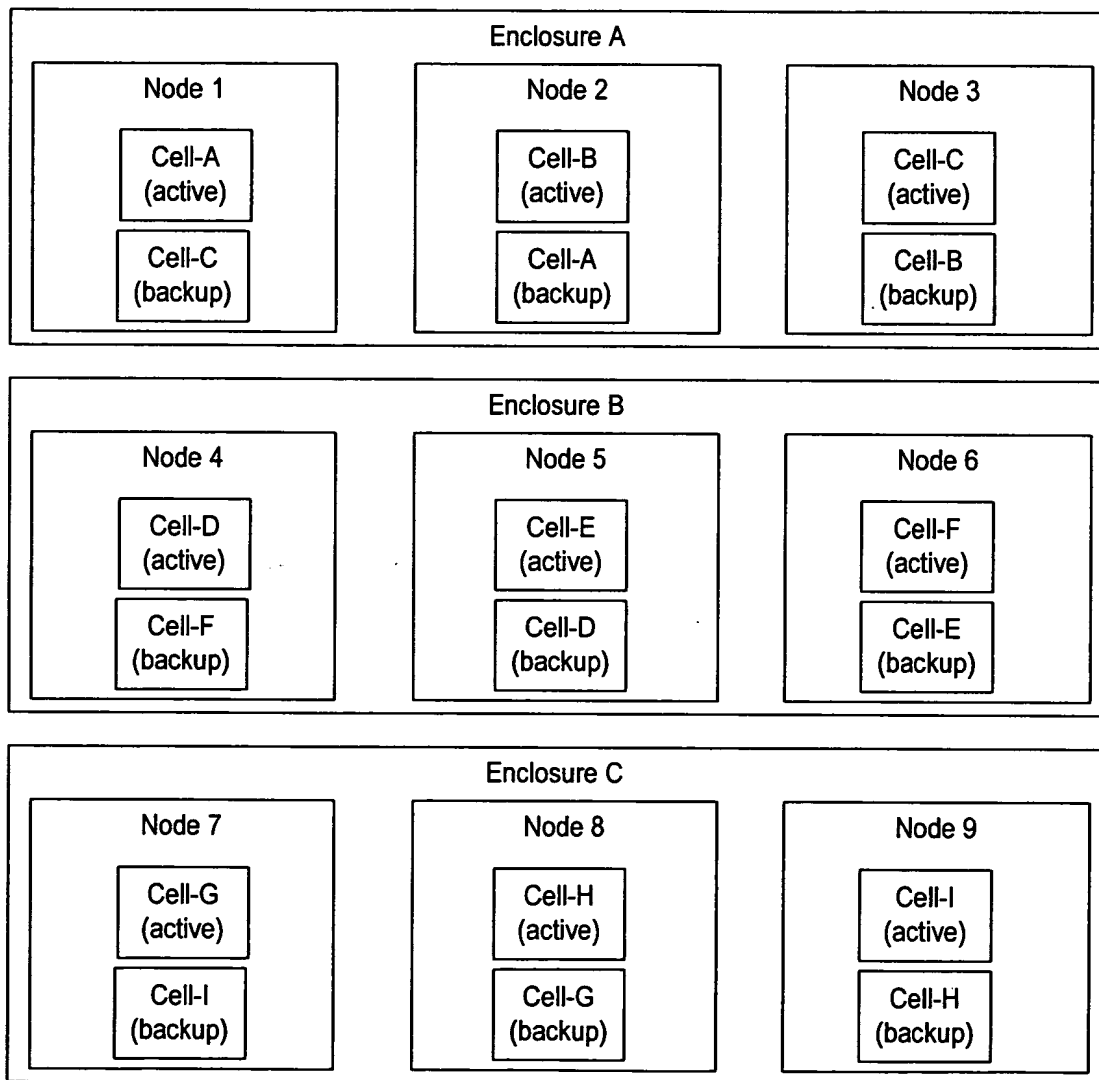 Enclosure A
Node 1
Cell-A
(active)
Cell-C
(backup)
Node 2
Cell-B
(active)
Cell-A
(backup)
Node 3
Cell-C
(active)
Cell-B
(backup)
Enclosure B
Node 4
Cell-D
(active)
Cell-F
(backup)
Node 5
Cell-E
(active)
Cell-D
(backup)
Node 6
Cell-F
(active)
Cell-E
(backup)
Enclosure C
Node 7
Cell-G
(active)
Cell-I
(backup)
Node 8
Cell-H
(active)
Cell-G
(backup)
Node 9
Cell-I
(active)
Cell-H
(backup)